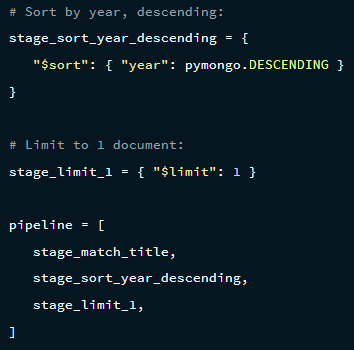 # Sort by year, descending:
stage_sort_year_descending = {
   "$sort": { "year": pymongo.DESCENDING }
}

# Limit to 1 document:
stage_limit_1 = { "$limit": 1 }

pipeline = [
   stage_match_title,
   stage_sort_year_descending,
   stage_limit_1,
]